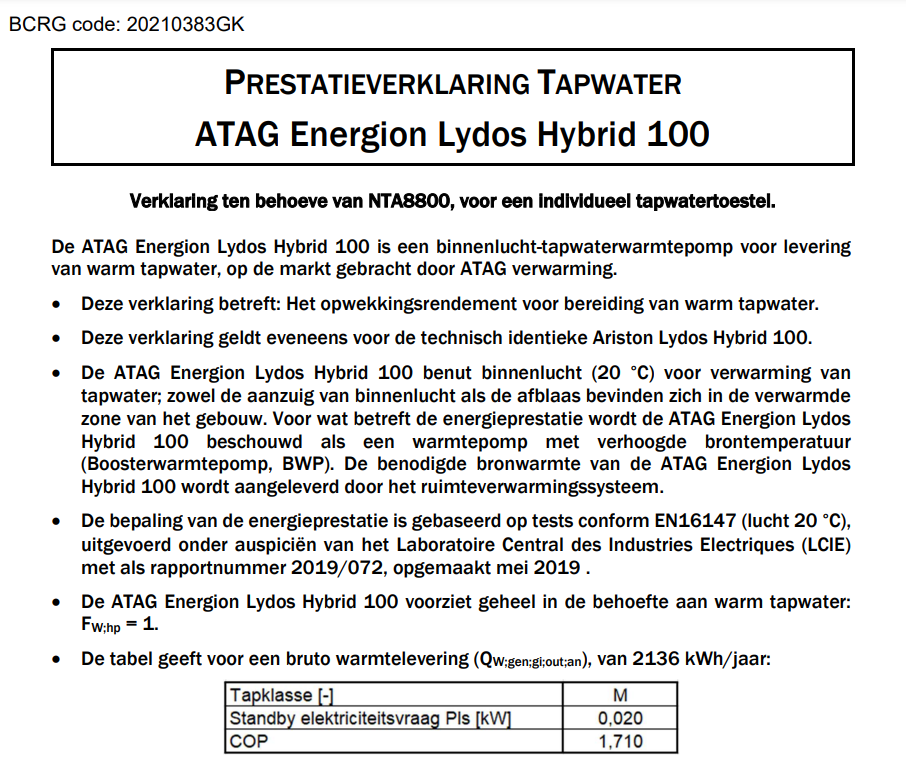 BCRG code: 20210383GK
PRESTATIEVERKLARING TAPWATER
ATAG Energion Lydos Hybrid 100
Verklaring ten behoeve van NTA8800, voor een individueel tapwatertoestel.
De ATAG Energion Lydos Hybrid 100 is een binnenlucht-tapwaterwarmtepomp voor levering
van warm tapwater, op de markt gebracht door ATAG verwarming.
• Deze verklaring betreft: Het opwekkingsrendement voor bereiding van warm tapwater.
• Deze verklaring geldt eveneens voor de technisch identieke Ariston Lydos Hybrid 100.
• De ATAG Energion Lydos Hybrid 100 benut binnenlucht (20 °C) voor verwarming van
tapwater; zowel de aanzuig van binnenlucht als de afblaas bevinden zich in de verwarmde
zone van het gebouw. Voor wat betreft de energieprestatie wordt de ATAG Energion Lydos
Hybrid 100 beschouwd als een warmtepomp met verhoogde brontemperatuur
(Boosterwarmtepomp, BWP). De benodigde bronwarmte van de ATAG Energion Lydos
Hybrid 100 wordt aangeleverd door het ruimteverwarmingssysteem.
• De bepaling van de energieprestatie is gebaseerd op tests conform EN16147 (lucht 20 °C),
uitgevoerd onder auspiciën van het Laboratoire Central des Industries Electriques (LCIE)
met als rapportnummer 2019/072, opgemaakt mei 2019 .
• De ATAG Energion Lydos Hybrid 100 voorziet geheel in de behoefte aan warm tapwater:
FW;hp = 1.
• De tabel geeft voor een bruto warmtelevering (QW;gen;gi;out;an), van 2136 kWh/jaar:
Tapklasse [-] M
Standby elektriciteitsvraag Pls [kW] 0,020
COP 1,710